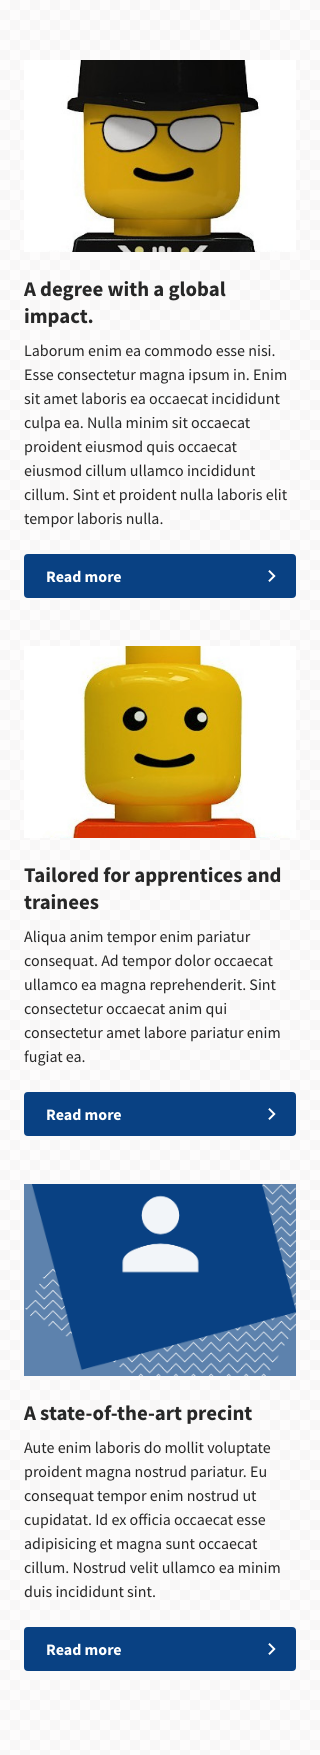 A degree with a global
impact.
Laborum enim ea commodo esse nisi.
Esse consectetur magna ipsum in. Enim
sit amet laboris ea occaecat incididunt
culpa ea. Nulla minim sit occaecat
proident eiusmod quis occaecat
eiusmod cillum ullamco incididunt
cillum. Sint et proident nulla laboris elit
tempor laboris nulla.
Read more
Tailored for apprentices and
trainees
Aliqua anim tempor enim pariatur
consequat. Ad tempor dolor occaecat
ullamco ea magna reprehenderit. Sint
consectetur occaecat anim qui
consectetur amet labore pariatur enim
fugiat ea.
Read more
A state-of-the-art precint
Aute enim laboris do mollit voluptate
proident magna nostrud pariatur. Eu
consequat tempor enim nostrud ut
cupidatat. Id ex officia occaecat esse
adipisicing et magna sunt occaecat
cillum. Nostrud velit ullamco ea minim
duis incididunt sint.
Read more